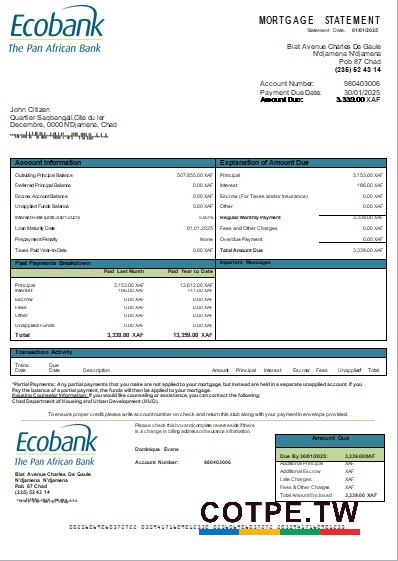 Ecobank
The Pan African Bank
MORTGAGE STATEMENT
Statement Date: 01/01/2025
Blat Avenue Charles De Gaule
N'djamena N'djamena
Pob 87 Chad
(235) 52 43 14
Account Number: 980403006
Payment Due Date: 30/01/2025
Amount Due: 3,339.00 XAF
John Citizen
Quartier Saqbangai,Cite du ler
Decembre, 0000 N'Djamena, Chad
Account Information
Outstanding Principal Balance 507,855.00 XAF
Deferred Principal Balance 0.00 XAF
Escrow Account Balance 0.00 XAF
Unapplied Funds Balance 0.00 XAF
Interest Rate (until 30/01/2025) 5.93%
Loan Maturity Date 01.01.2025
Prepayment Penalty None
Taxes Paid Year-to-Date 0.00 XAF
Explanation of Amount Due
Principal 3,153.00 XAF
Interest 186.00 XAF
Escrow (For Taxes and/or Insurance) 0.00 XAF
Other 0.00 XAF
Regular Monthly Payment 3,339.00 XAF
Fees and Other Charges 0.00 XAF
Overdue Payment 0.00 XAF
Total Amount Due 3,339.00 XAF
Past Payments Breakdown
Paid Last Month Paid Year to Date
Principal 3,153.00 XAF 12,612.00 XAF
Interest 186.00 XAF 747.00 XAF
Escrow 0.00 XAF 0.00 XAF
Fees 0.00 XAF 0.00 XAF
Other 0.00 XAF 0.00 XAF
Unapplied Funds 0.00 XAF 0.00 XAF
Total 3,339.00 XAF 13,359.00 XAF
Important Messages
Transaction Activity
Trans. Date Due Date Description Amount Principal Interest Escrow Fees Unapplied* Total
*Partial Payments: Any partial payments that you make are not applied to your mortgage, but instead are held in a separate unapplied account. If you
Pay the balance of a partial payment, the funds will then be applied to your mortgage.
Housing Counselor Information: If you would like counseling or assistance, you can contact the following:
Chad Department of Housing and Urban Development (HUD).
To ensure proper credit, please write account number on check and return this stub along with your payment in envelope provided.
Ecobank
The Pan African Bank
Blat Avenue Charles De Gaule
N'djamena N'djamena
Pob 87 Chad
(235) 52 43 14
Please check this box and complete reverse side if there
is a change in billing address or insurance information.
Dominique Evans
Account Number: 980403006
Amount Due
Due By 30/01/2025: 3,339.00XAF
Additional Principal XAF
Additional Escrow XAF
Late Charges XAF
Fees & Other Charges XAF
Total Amount Enclosed 3,339.00 XAF
COTPE.TW